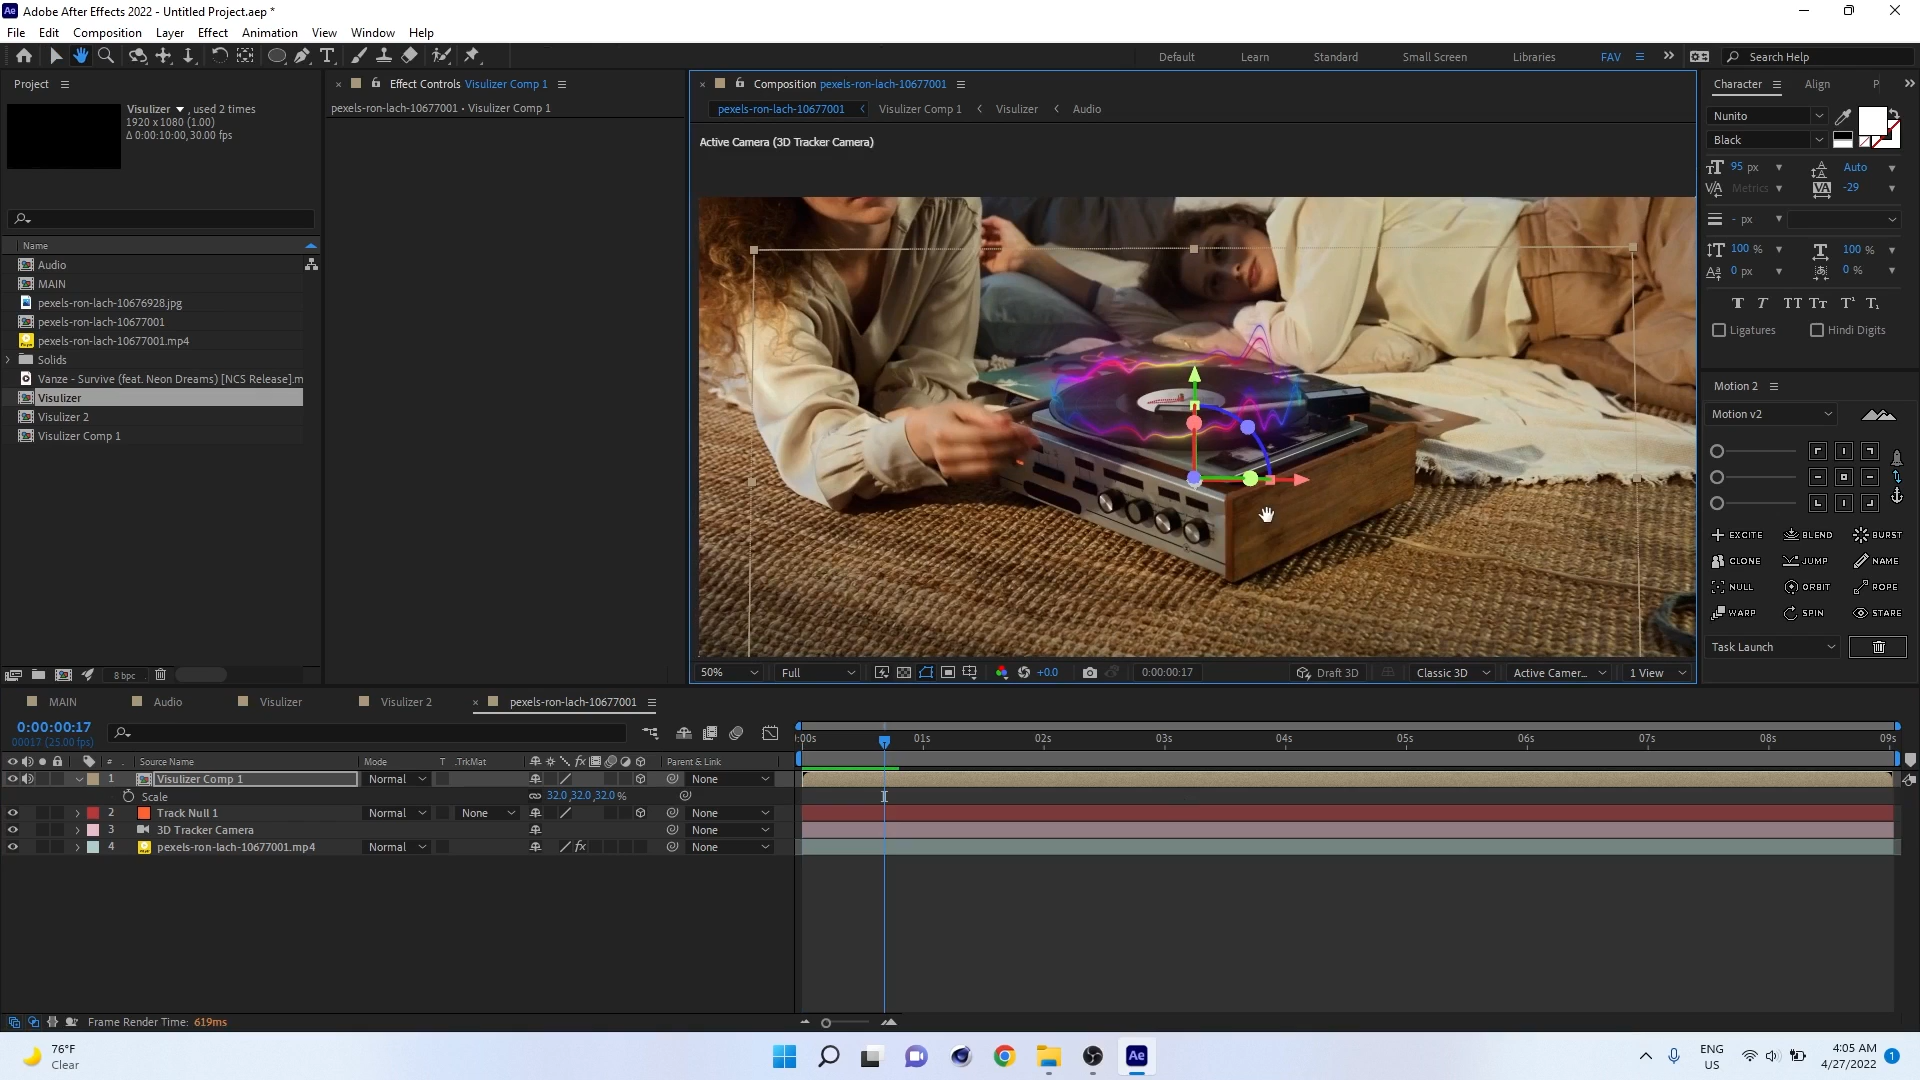 Adobe After Effects 2022 - Untitled Project.aep *
File Edit Composition Layer Effect Animation View Window Help
Default Learn Standard Small Screen Libraries FAV Search Help
Project
Visulizer , used 2 times
1920 x 1080 (1.00)
Δ 0:00:10:00, 30.00 fps
Name
Audio
MAIN
pexels-ron-lach-10676928.jpg
pexels-ron-lach-10677001
pexels-ron-lach-10677001.mp4
Solids
Vanze - Survive (feat. Neon Dreams) [NCS Release].m
Visulizer
Visulizer 2
Visulizer Comp 1
8 bpc
Effect Controls Visulizer Comp 1
pexels-ron-lach-10677001 • Visulizer Comp 1
Composition pexels-ron-lach-10677001
pexels-ron-lach-10677001 Visulizer Comp 1 Visulizer Audio
Active Camera (3D Tracker Camera)
50% Full +0.0 0:00:00:17 Draft 3D Classic 3D Active Camer... 1 View
Character Align P
Nunito
Black
95 px Auto
Metrics -29
- px
100 % 100 %
0 px 0 %
Ligatures Hindi Digits
Motion 2
Motion v2
EXCITE BLEND BURST
CLONE JUMP NAME
NULL ORBIT ROPE
WARP SPIN STARE
Task Launch
MAIN Audio Visulizer Visulizer 2 pexels-ron-lach-10677001
0:00:00:17
00017 (25.00 fps)
:00s 01s 02s 03s 04s 05s 06s 07s 08s 09s
# Source Name Mode T .TrkMat Parent & Link
1 Visulizer Comp 1 Normal None
Scale 32.0,32.0,32.0 %
2 Track Null 1 Normal None None
3 3D Tracker Camera None
4 pexels-ron-lach-10677001.mp4 Normal fx None
Frame Render Time: 619ms
76°F
Clear
Ae
ENG
US
4:05 AM
4/27/2022
1